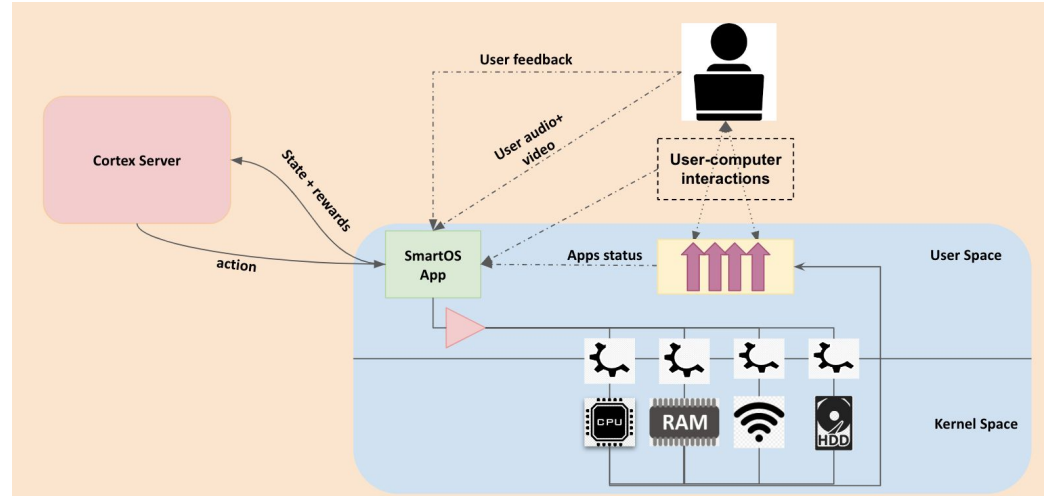 User feedback
User audio+
video
User-computer
interactions
Cortex Server
State + rewards
action
SmartOS
App
Apps status
User Space
CPU
RAM
HDD
Kernel Space